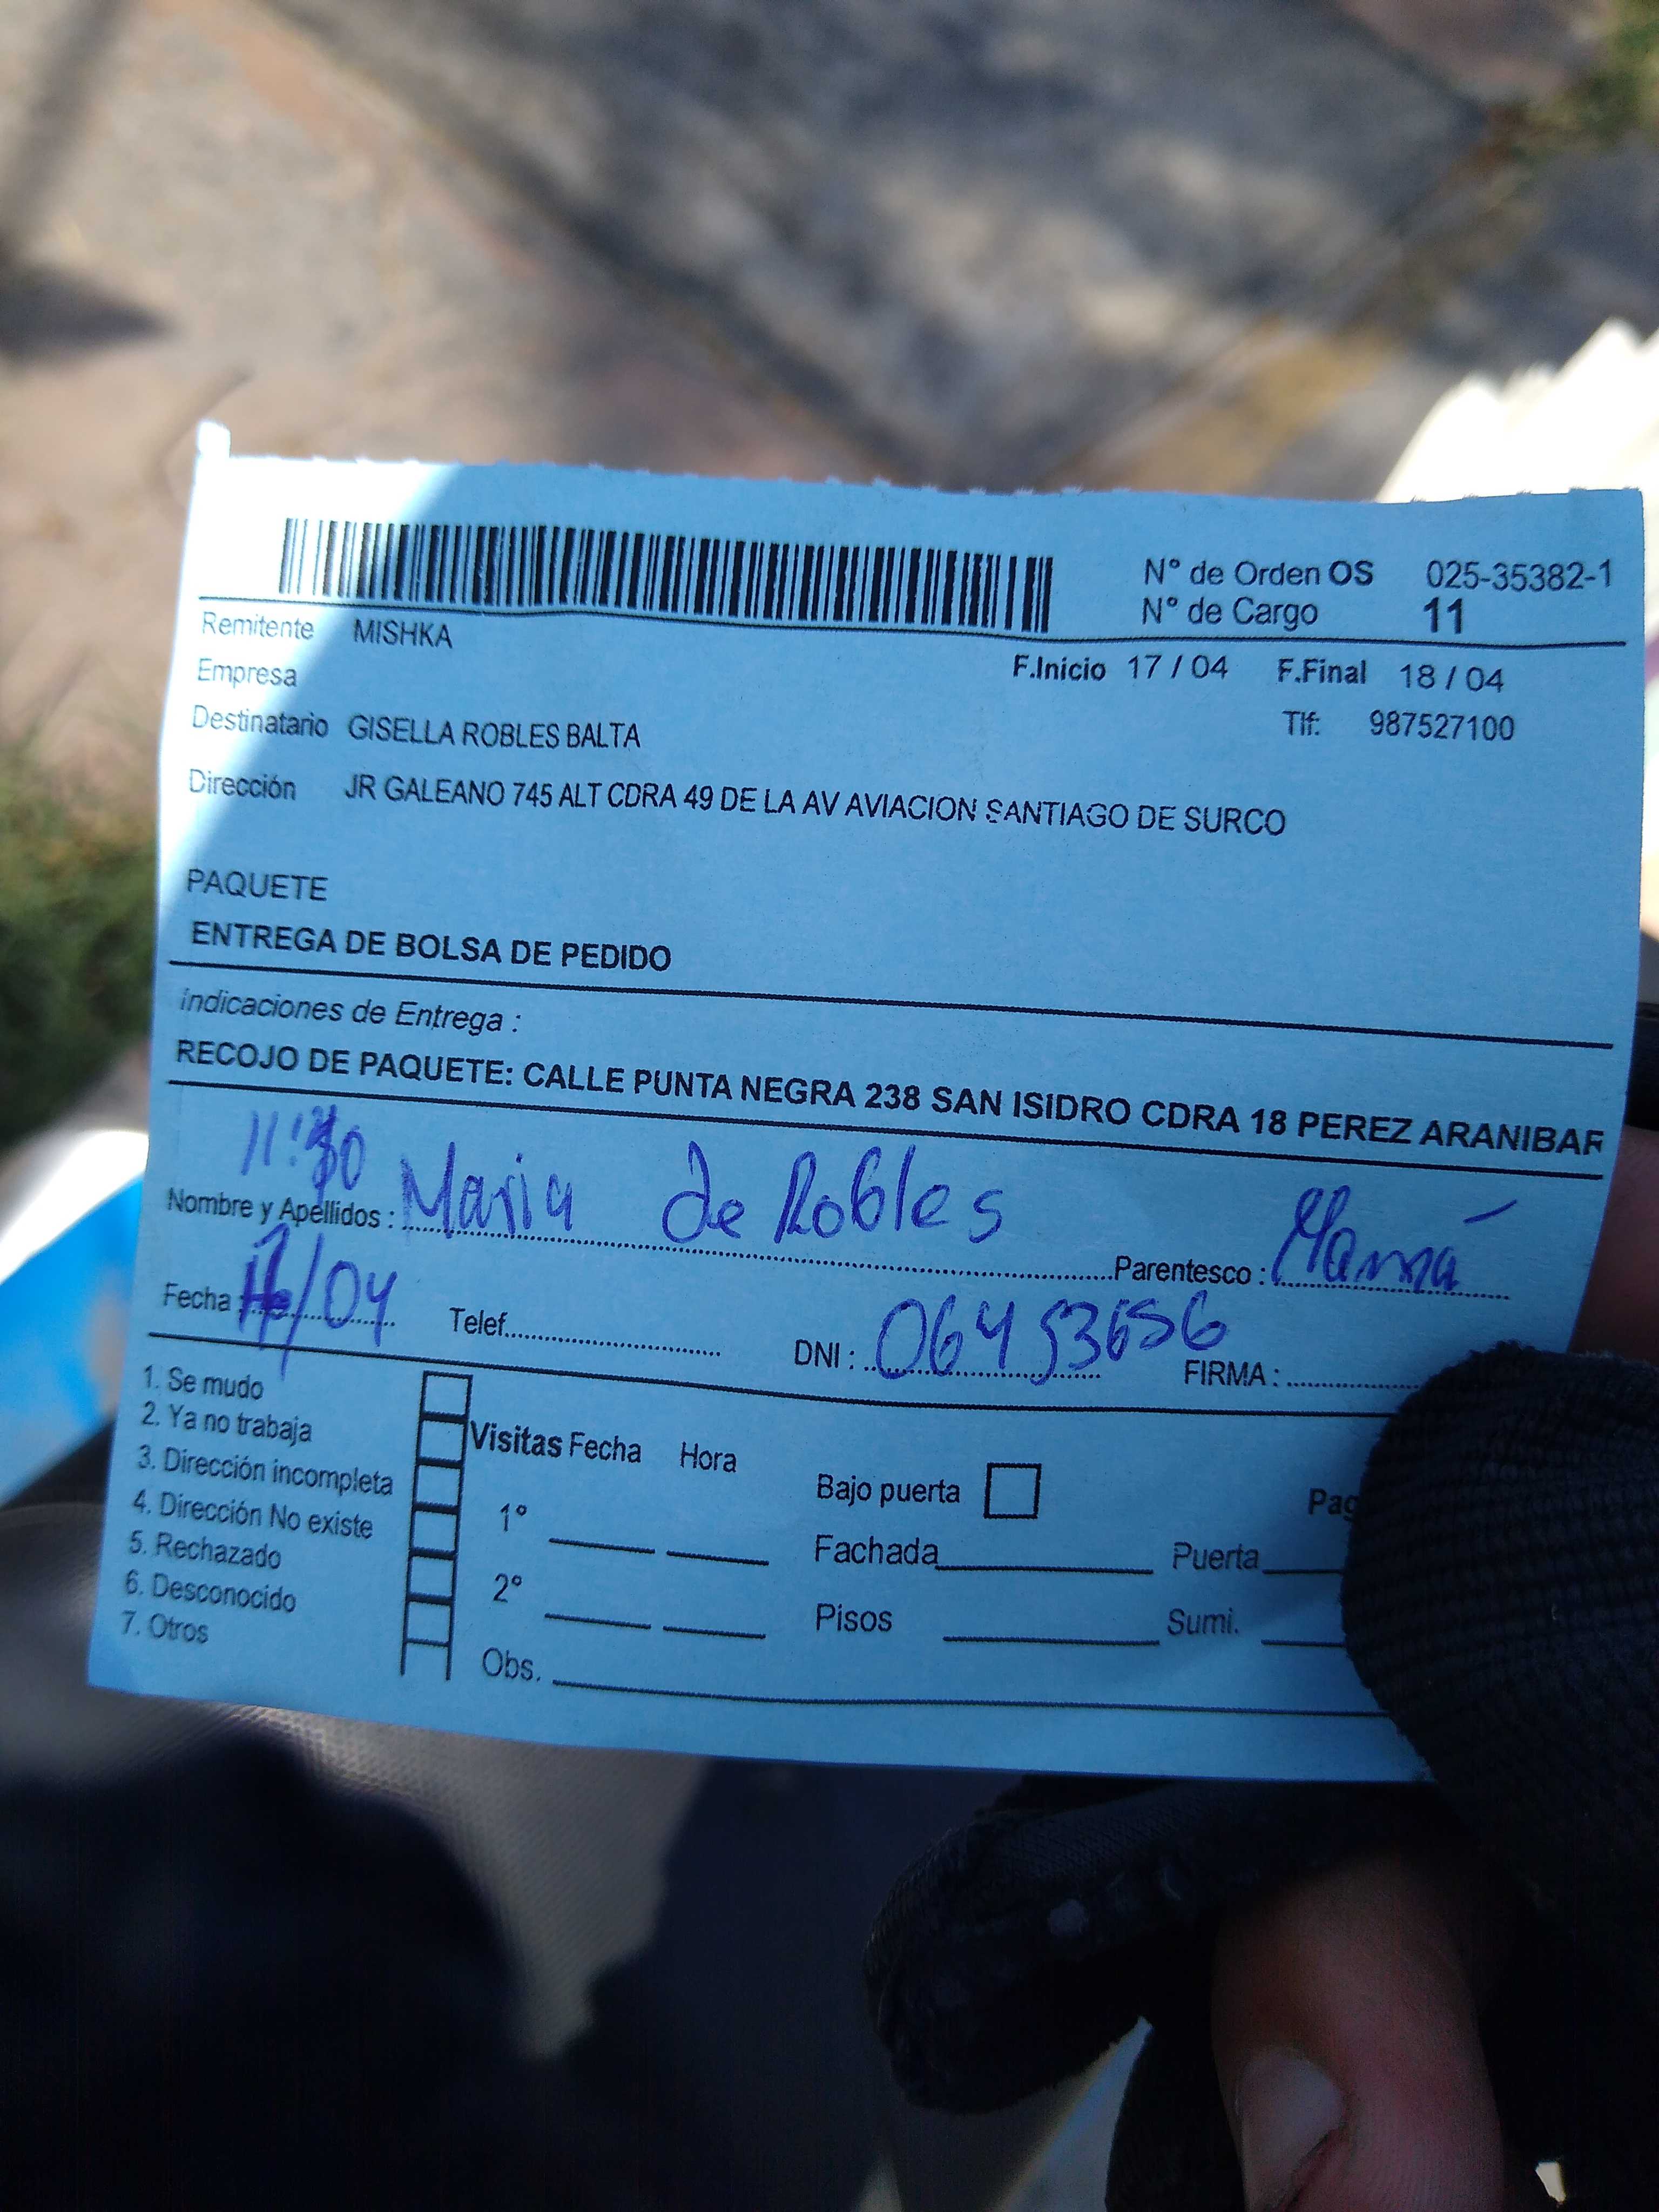 N° de Orden OS 025-35382-1
N° de Cargo 11
Remitente MISHKA
Empresa F.Inicio 17 / 04 F.Final 18 / 04
Destinatario GISELLA ROBLES BALTA Tlf: 987527100
Dirección JR GALEANO 745 ALT CDRA 49 DE LA AV AVIACION SANTIAGO DE SURCO
PAQUETE
ENTREGA DE BOLSA DE PEDIDO
Indicaciones de Entrega :
RECOJO DE PAQUETE: CALLE PUNTA NEGRA 238 SAN ISIDRO CDRA 18 PEREZ ARANIBAR
Nombre y Apellidos : Maria de Robles Parentesco : Mamá
Fecha : /04 Telef. DNI : 06453656 FIRMA :
1. Se mudo
2. Ya no trabaja
3. Dirección incompleta
4. Dirección No existe
5. Rechazado
6. Desconocido
7. Otros
Visitas Fecha Hora
1°
2°
Obs.
Bajo puerta
Fachada Puerta
Pisos Sumi.
Pag